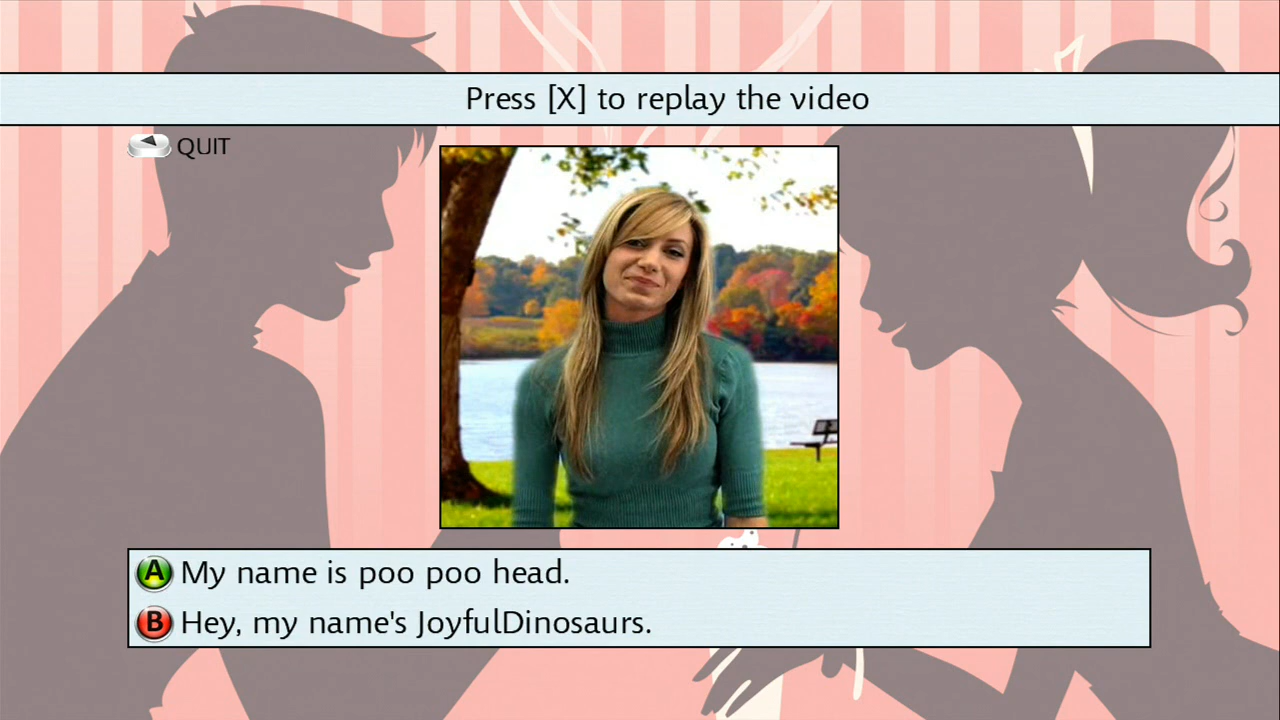 Press [X] to replay the video
QUIT
A My name is poo poo head.
B Hey, my name's JoyfulDinosaurs.